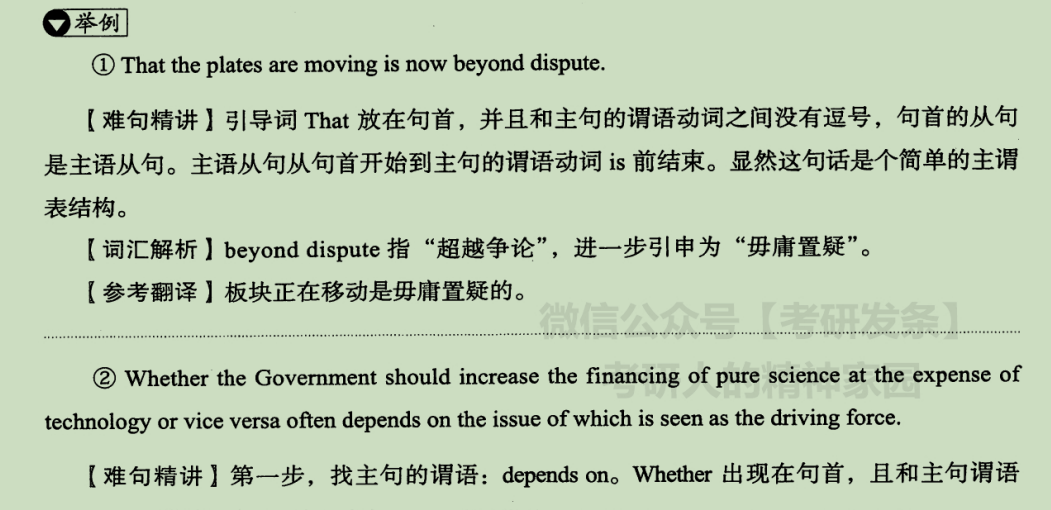 举例
① That the plates are moving is now beyond dispute.
【难句精讲】引导词 That 放在句首，并且和主句的谓语动词之间没有逗号，句首的从句
是主语从句。主语从句从句首开始到主句的谓语动词 is 前结束。显然这句话是个简单的主谓
表结构。
【词汇解析】beyond dispute 指“超越争论”，进一步引申为“毋庸置疑”。
【参考翻译】板块正在移动是毋庸置疑的。
微信公众号【考研发条】
考研人的精神家园
② Whether the Government should increase the financing of pure science at the expense of
technology or vice versa often depends on the issue of which is seen as the driving force.
【难句精讲】第一步，找主句的谓语：depends on。Whether 出现在句首，且和主句谓语